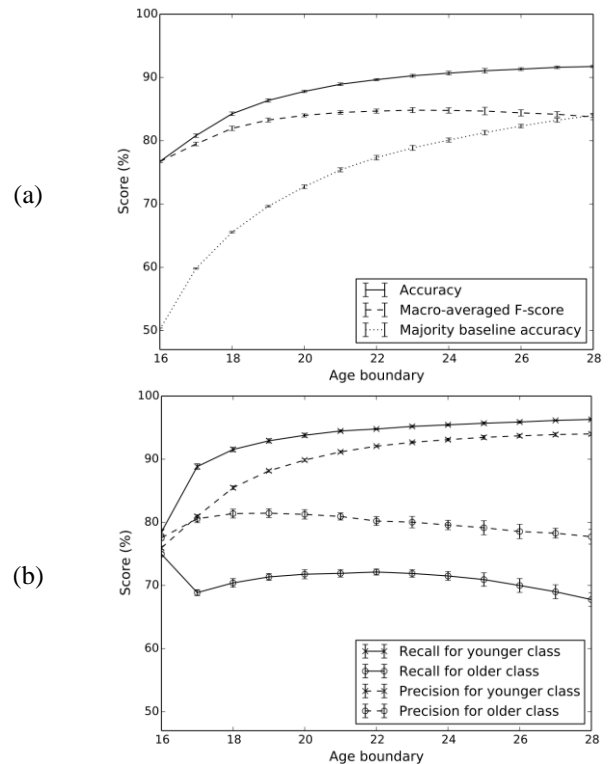 (a)
Score (%)
100
90
80
70
60
50
16 18 20 22 24 26 28
Age boundary
Accuracy
Macro-averaged F-score
Majority baseline accuracy
(b)
Score (%)
100
90
80
70
60
50
16 18 20 22 24 26 28
Age boundary
Recall for younger class
Recall for older class
Precision for younger class
Precision for older class